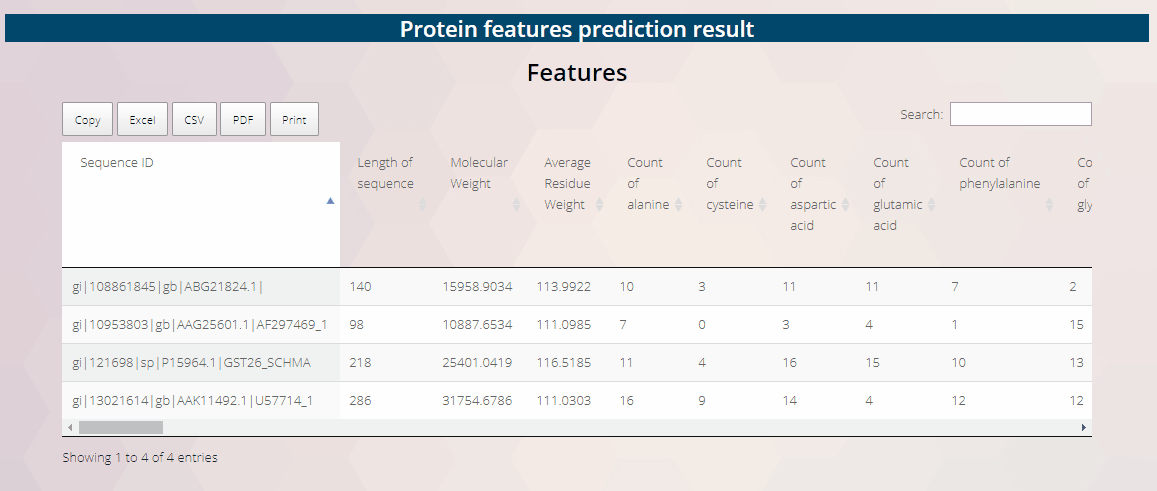 Protein features prediction result
Features
Copy Excel CSV PDF Print Search:
Sequence ID Length of Molecular Average Count Count Count Count Count of Co
sequence Weight Residue of of of of phenylalanine of
Weight alanine cysteine aspartic glutamic gly
acid acid
gi|108861845|gb|ABG21824.1| 140 15958.9034 113.9922 10 3 11 11 7 2
gi|10953803|gb|AAG25601.1|AF297469_1 98 10887.6534 111.0985 7 0 3 4 1 15
gi|121698|sp|P15964.1|GST26_SCHMA 218 25401.0419 116.5185 11 4 16 15 10 13
gi|13021614|gb|AAK11492.1|U57714_1 286 31754.6786 111.0303 16 9 14 4 12 12
Showing 1 to 4 of 4 entries